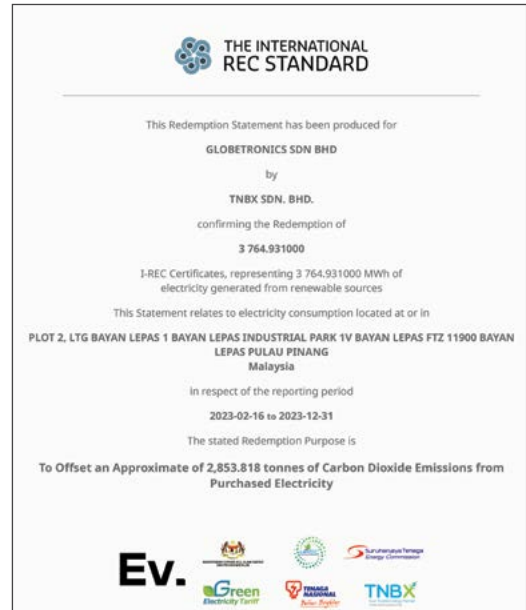 THE INTERNATIONAL
REC STANDARD
This Redemption Statement has been produced for
GLOBETRONICS SDN BHD
by
TNBX SDN. BHD.
confirming the Redemption of
3 764.931000
I-REC Certificates, representing 3 764.931000 MWh of
electricity generated from renewable sources
This Statement relates to electricity consumption located at or in
PLOT 2, LTG BAYAN LEPAS 1 BAYAN LEPAS INDUSTRIAL PARK 1V BAYAN LEPAS FTZ 11900 BAYAN
LEPAS PULAU PINANG
Malaysia
in respect of the reporting period
2023-02-16 to 2023-12-31
The stated Redemption Purpose is
To Offset an Approximate of 2,853.818 tonnes of Carbon Dioxide Emissions from
Purchased Electricity
Ev.
Suruhanjaya Tenaga
Energy Commission
Green
Electricity Tariff
TENAGA
NASIONAL
Better. Brighter.
TNBX